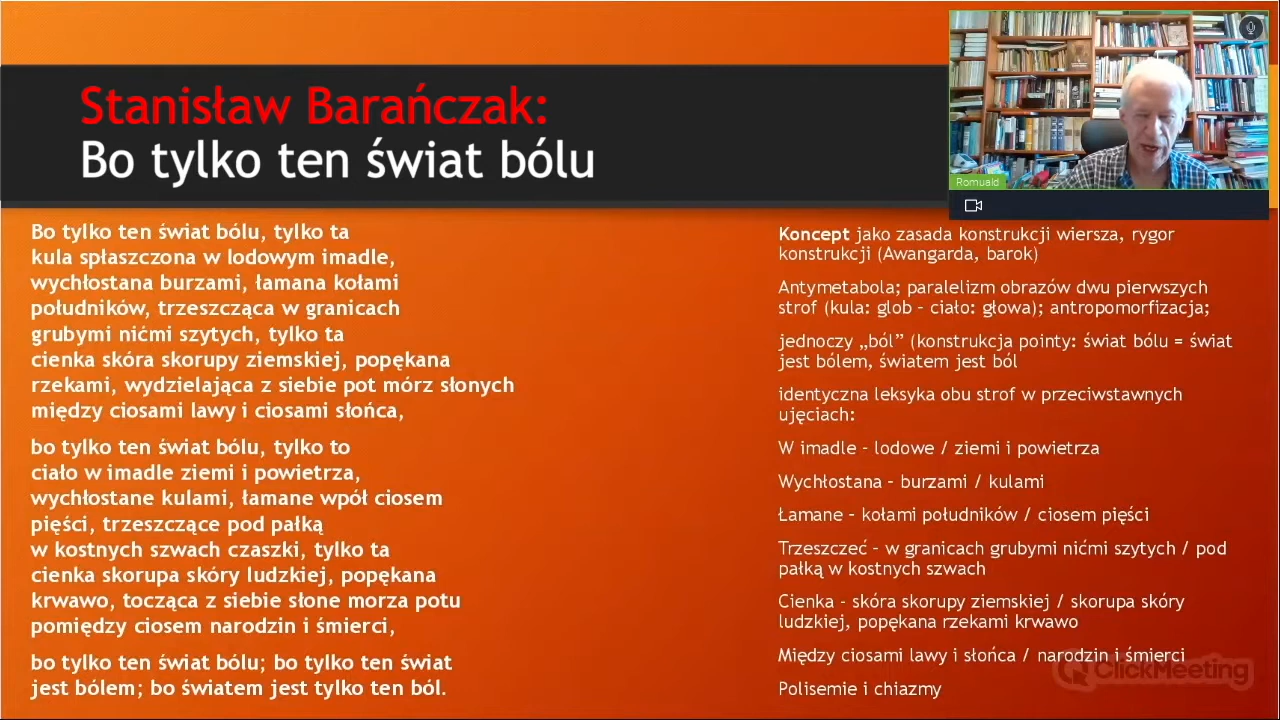 Stanisław Barańczak:
Bo tylko ten świat bólu
Romuald
Bo tylko ten świat bólu, tylko ta
kula spłaszczona w lodowym imadle,
wychłostana burzami, łamana kołami
południków, trzeszcząca w granicach
grubymi nićmi szytych, tylko ta
cienka skóra skorupy ziemskiej, popękana
rzekami, wydzielająca z siebie pot mórz słonych
między ciosami lawy i ciosami słońca,
bo tylko ten świat bólu, tylko to
ciało w imadle ziemi i powietrza,
wychłostane kulami, łamane wpół ciosem
pięści, trzeszczące pod pałką
w kostnych szwach czaszki, tylko ta
cienka skorupa skóry ludzkiej, popękana
krwawo, tocząca z siebie słone morza potu
pomiędzy ciosem narodzin i śmierci,
bo tylko ten świat bólu; bo tylko ten świat
jest bólem; bo światem jest tylko ten ból.
Koncept jako zasada konstrukcji wiersza, rygor
konstrukcji (Awangarda, barok)
Antymetabola; paralelizm obrazów dwu pierwszych
strof (kula: glob – ciało: głowa); antropomorfizacja;
jednoczy „ból” (konstrukcja pointy: świat bólu = świat
jest bólem, światem jest ból
identyczna leksyka obu strof w przeciwstawnych
ujęciach:
W imadle – lodowe / ziemi i powietrza
Wychłostana – burzami / kulami
Łamane – kołami południków / ciosem pięści
Trzeszczeć – w granicach grubymi nićmi szytych / pod
pałką w kostnych szwach
Cienka - skóra skorupy ziemskiej / skorupa skóry
ludzkiej, popękana rzekami krwawo
Między ciosami lawy i słońca / narodzin i śmierci
Polisemie i chiazmy
ClickMeeting